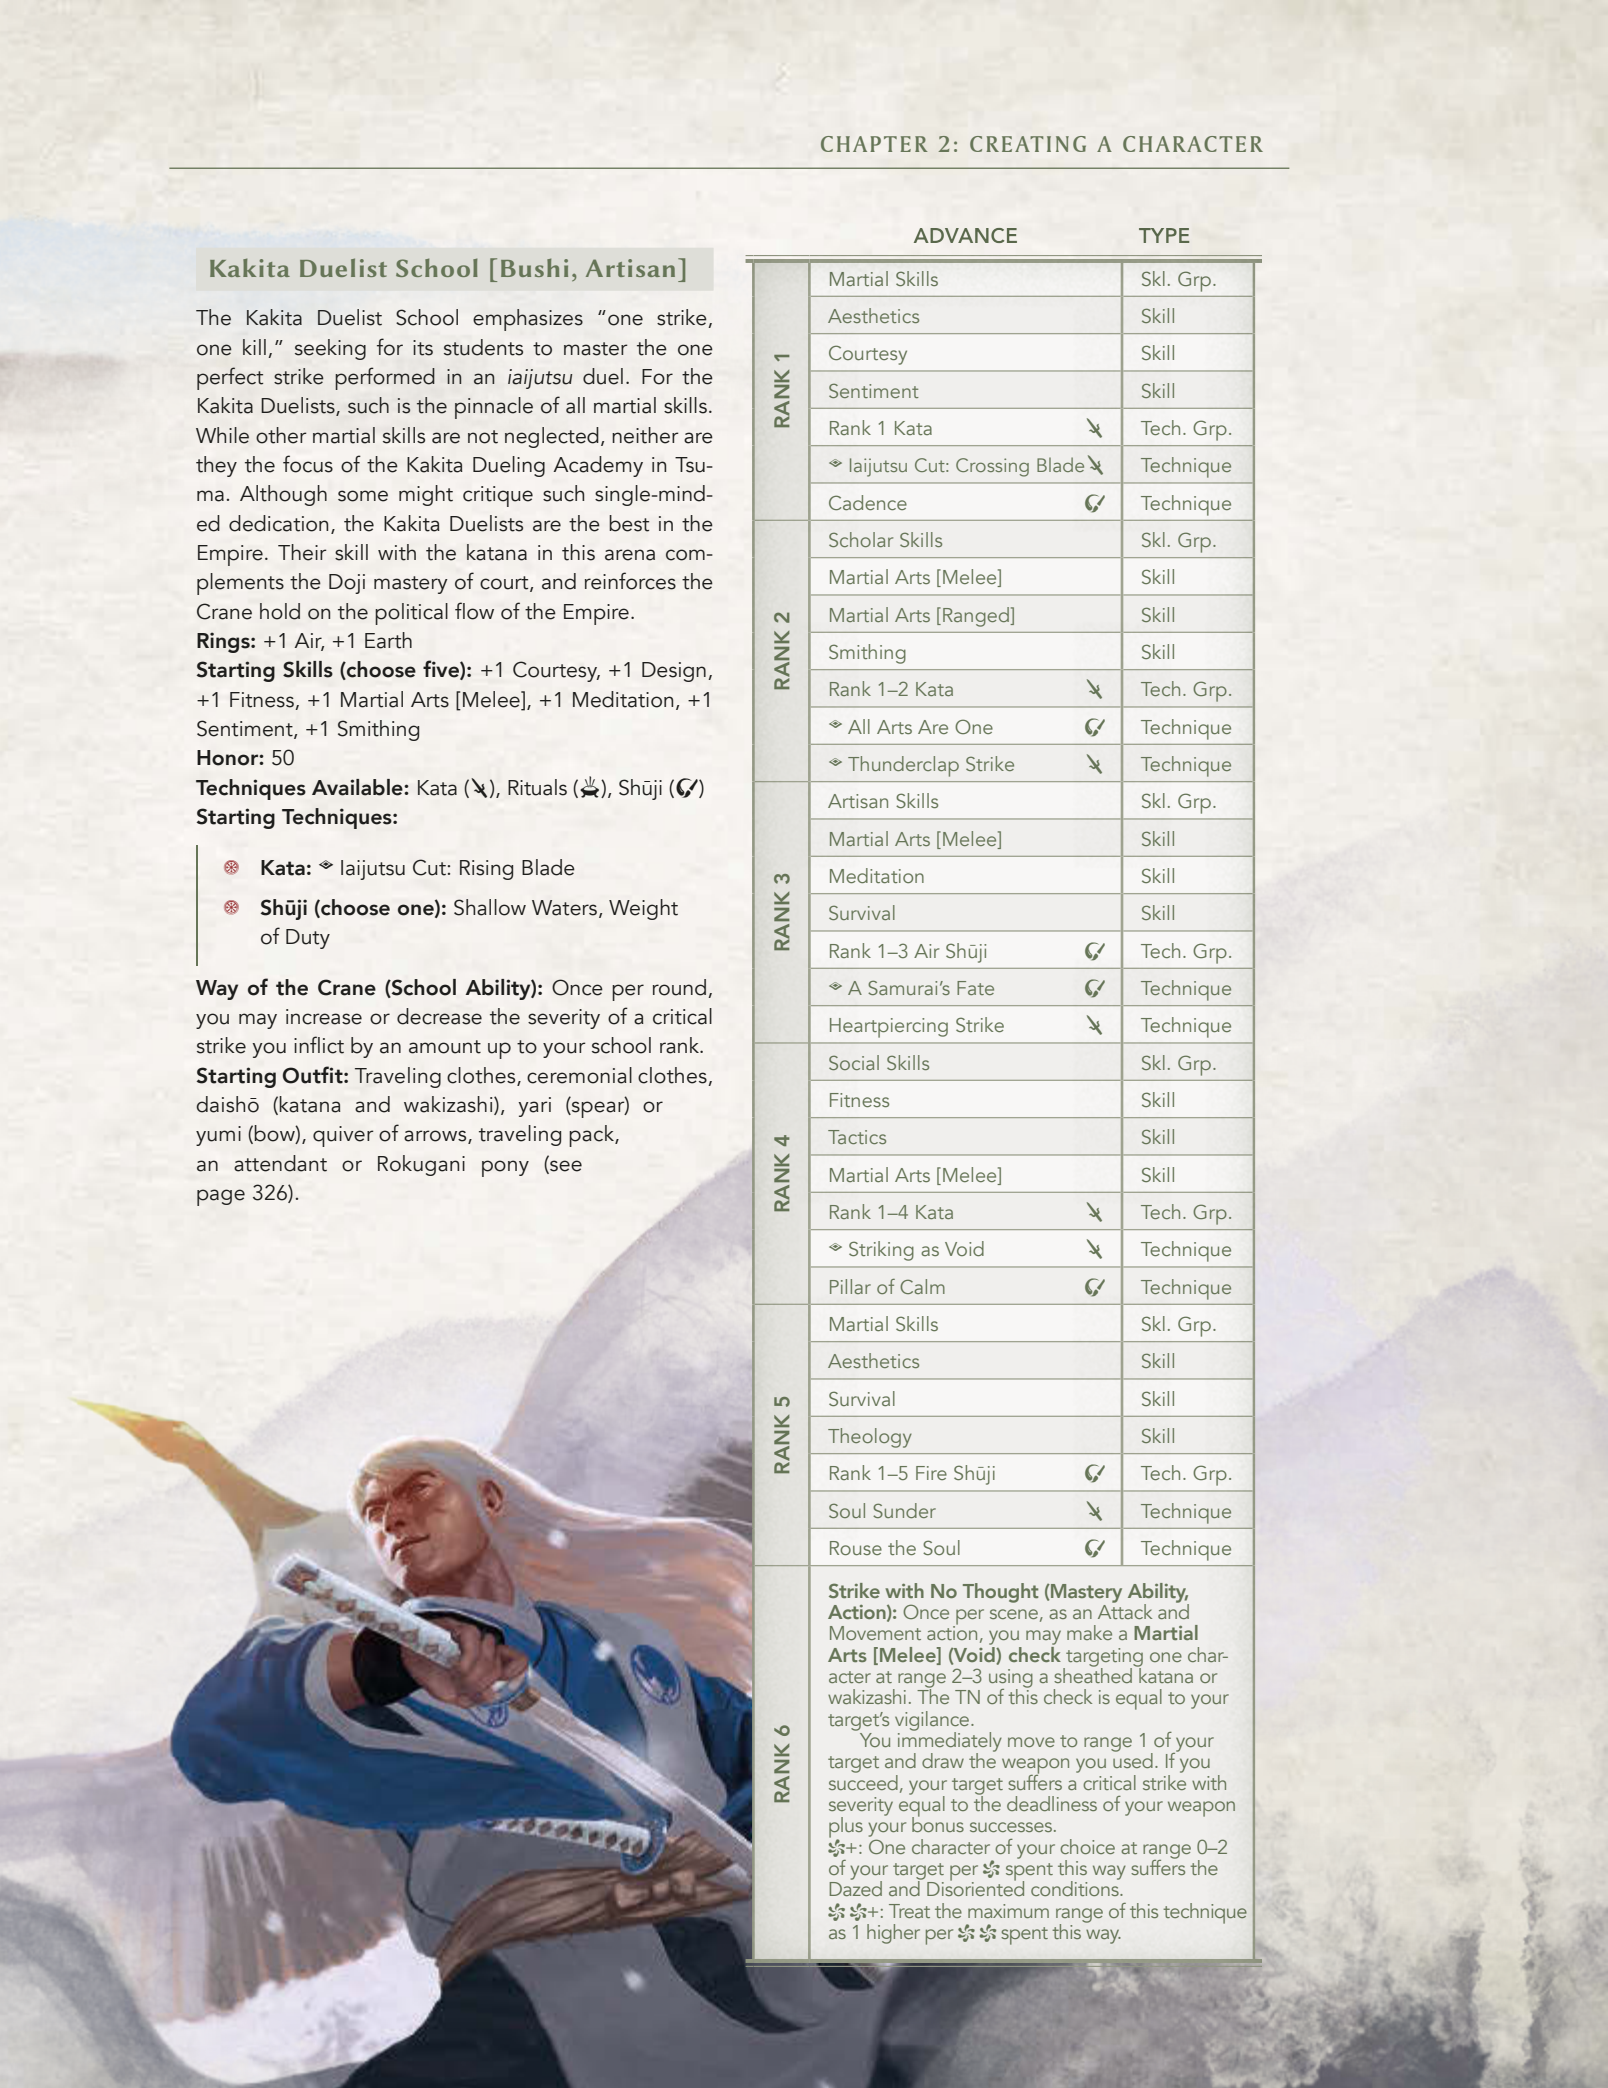 CHAPTER 2: CREATING A CHARACTER
Kakita Duelist School [Bushi, Artisan]
The Kakita Duelist School emphasizes “one strike,
one kill,” seeking for its students to master the one
perfect strike performed in an iaijutsu duel. For the
Kakita Duelists, such is the pinnacle of all martial skills.
While other martial skills are not neglected, neither are
they the focus of the Kakita Dueling Academy in Tsu-
ma. Although some might critique such single-mind-
ed dedication, the Kakita Duelists are the best in the
Empire. Their skill with the katana in this arena com-
plements the Doji mastery of court, and reinforces the
Crane hold on the political flow of the Empire.
Rings: +1 Air, +1 Earth
Starting Skills (choose five): +1 Courtesy, +1 Design,
+1 Fitness, +1 Martial Arts [Melee], +1 Meditation, +1
Sentiment, +1 Smithing
Honor: 50
Techniques Available: Kata (), Rituals (), Shūji ()
Starting Techniques:
Kata: Iaijutsu Cut: Rising Blade
Shūji (choose one): Shallow Waters, Weight
of Duty
Way of the Crane (School Ability): Once per round,
you may increase or decrease the severity of a critical
strike you inflict by an amount up to your school rank.
Starting Outfit: Traveling clothes, ceremonial clothes,
daishō (katana and wakizashi), yari (spear) or
yumi (bow), quiver of arrows, traveling pack,
an attendant or Rokugani pony (see
page 326).
ADVANCE TYPE
RANK 1
Martial Skills Skl. Grp.
Aesthetics Skill
Courtesy Skill
Sentiment Skill
Rank 1 Kata Tech. Grp.
Iaijutsu Cut: Crossing Blade Technique
Cadence Technique
RANK 2
Scholar Skills Skl. Grp.
Martial Arts [Melee] Skill
Martial Arts [Ranged] Skill
Smithing Skill
Rank 1–2 Kata Tech. Grp.
All Arts Are One Technique
Thunderclap Strike Technique
RANK 3
Artisan Skills Skl. Grp.
Martial Arts [Melee] Skill
Meditation Skill
Survival Skill
Rank 1–3 Air Shūji Tech. Grp.
A Samurai’s Fate Technique
Heartpiercing Strike Technique
RANK 4
Social Skills Skl. Grp.
Fitness Skill
Tactics Skill
Martial Arts [Melee] Skill
Rank 1–4 Kata Tech. Grp.
Striking as Void Technique
Pillar of Calm Technique
RANK 5
Martial Skills Skl. Grp.
Aesthetics Skill
Survival Skill
Theology Skill
Rank 1–5 Fire Shūji Tech. Grp.
Soul Sunder Technique
Rouse the Soul Technique
RANK 6
Strike with No Thought (Mastery Ability,
Action): Once per scene, as an Attack and
Movement action, you may make a Martial
Arts [Melee] (Void) check targeting one char-
acter at range 2–3 using a sheathed katana or
wakizashi. The TN of this check is equal to your
target’s vigilance.
You immediately move to range 1 of your
target and draw the weapon you used. If you
succeed, your target suffers a critical strike with
severity equal to the deadliness of your weapon
plus your bonus successes.
+: One character of your choice at range 0–2
of your target per spent this way suffers the
Dazed and Disoriented conditions.
+: Treat the maximum range of this technique
as 1 higher per spent this way.